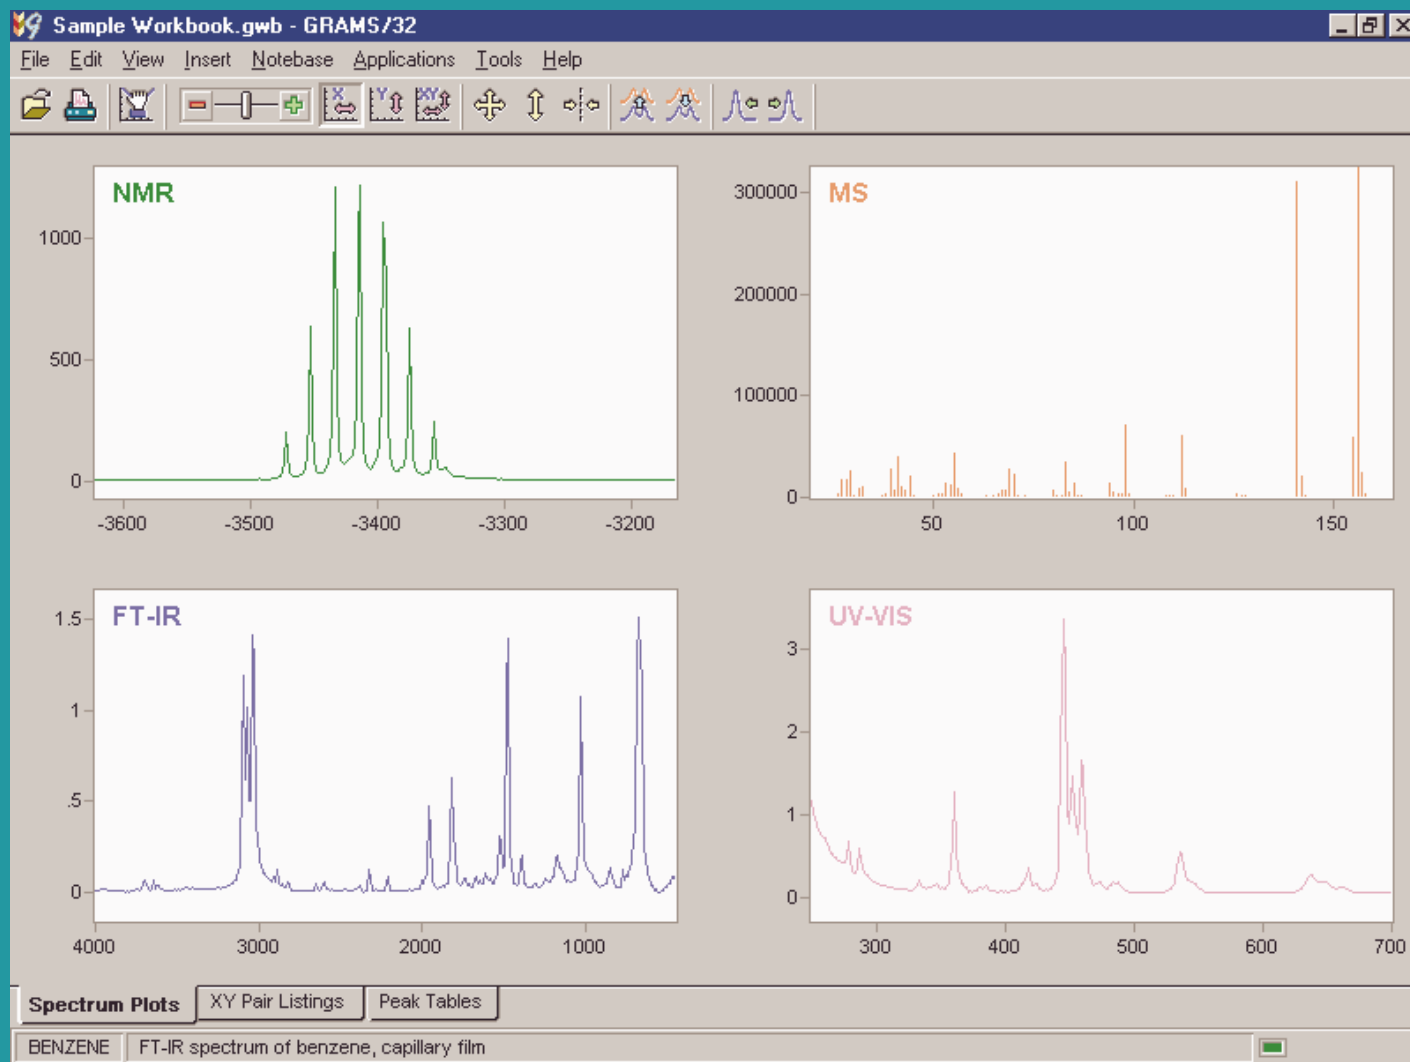 Sample Workbook.gwb - GRAMS/32
File Edit View Insert Notebase Applications Tools Help
X Y XY
NMR
1000
500
0
-3600 -3500 -3400 -3300 -3200
MS
300000
200000
100000
0
50 100 150
FT-IR
1.5
1
.5
0
4000 3000 2000 1000
UV-VIS
3
2
1
0
300 400 500 600 700
Spectrum Plots XY Pair Listings Peak Tables
BENZENE FT-IR spectrum of benzene, capillary film